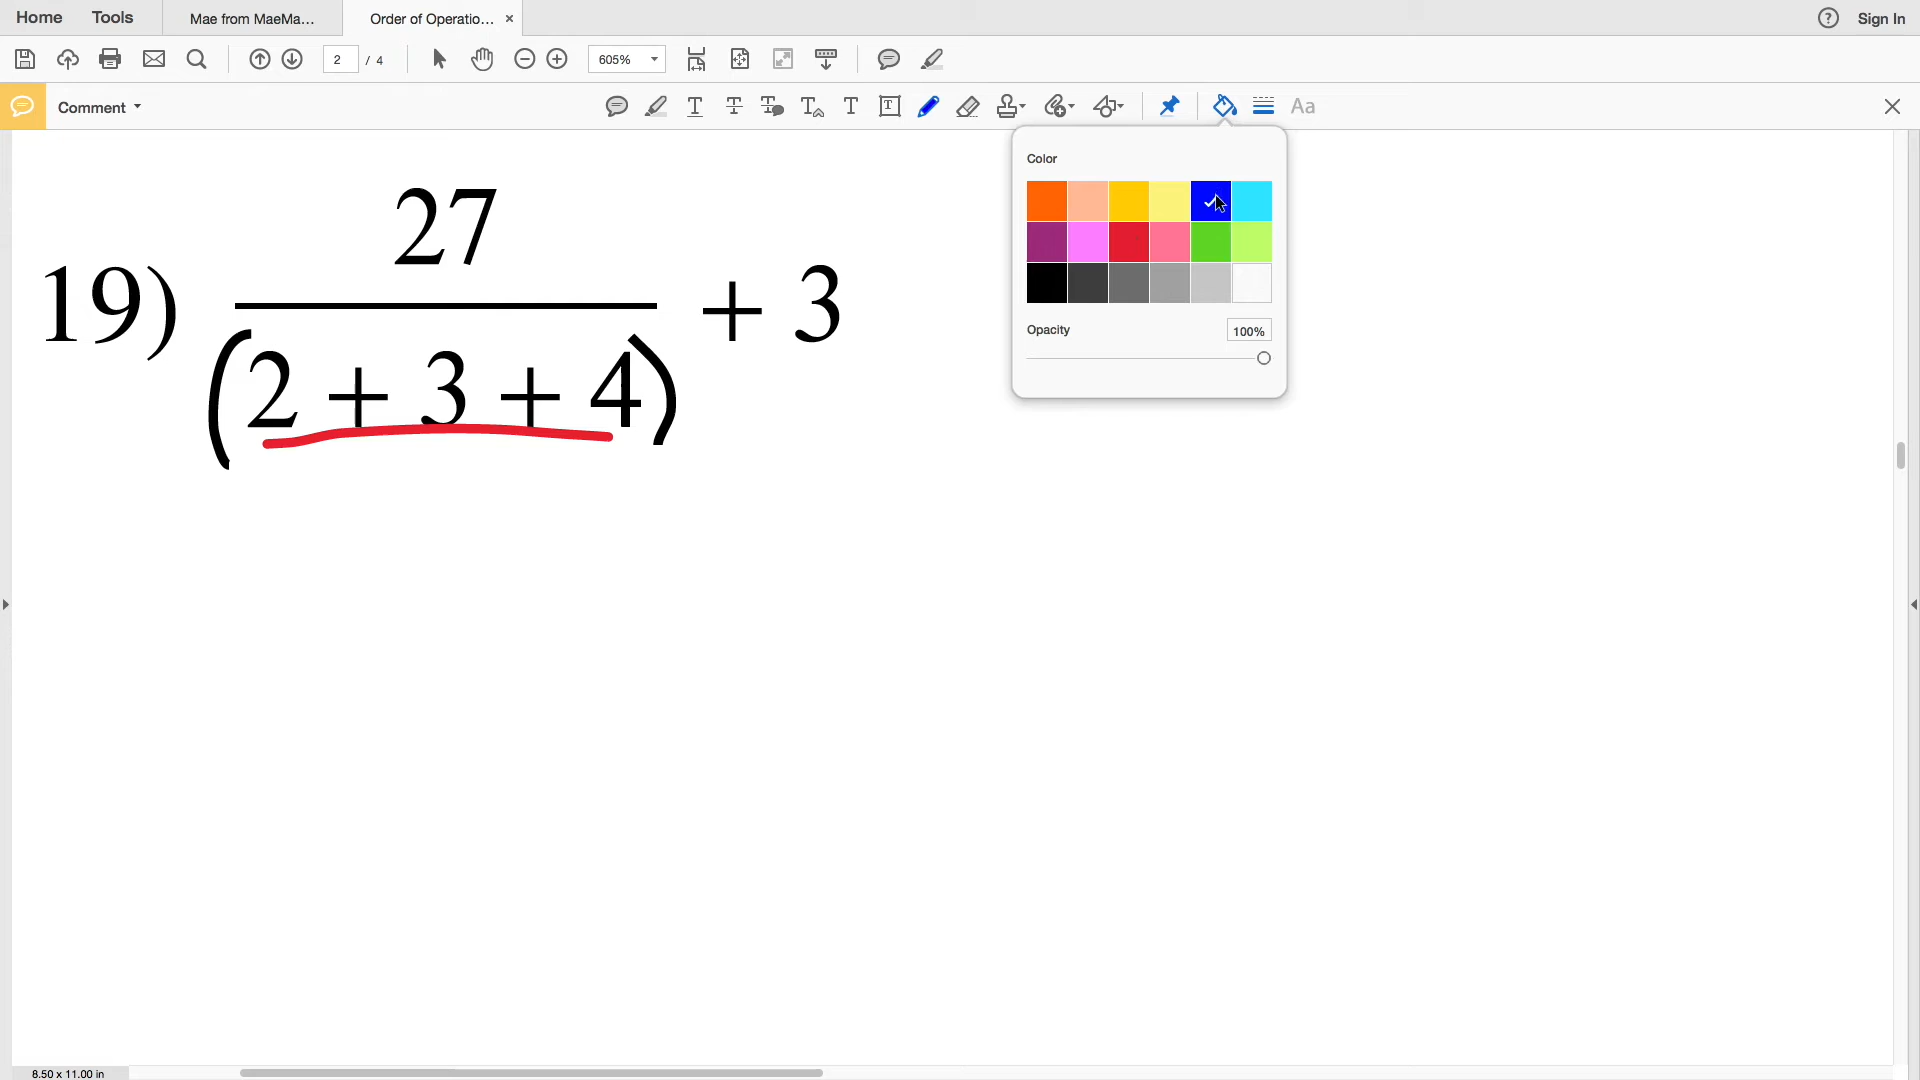 Home Tools Mae from MaeMa... Order of Operatio... × ? Sign In
2 / 4 605%
Comment T T T T T T Aa
Color
Opacity 100%
27
19) + 3
(2 + 3 + 4)
8.50 x 11.00 in